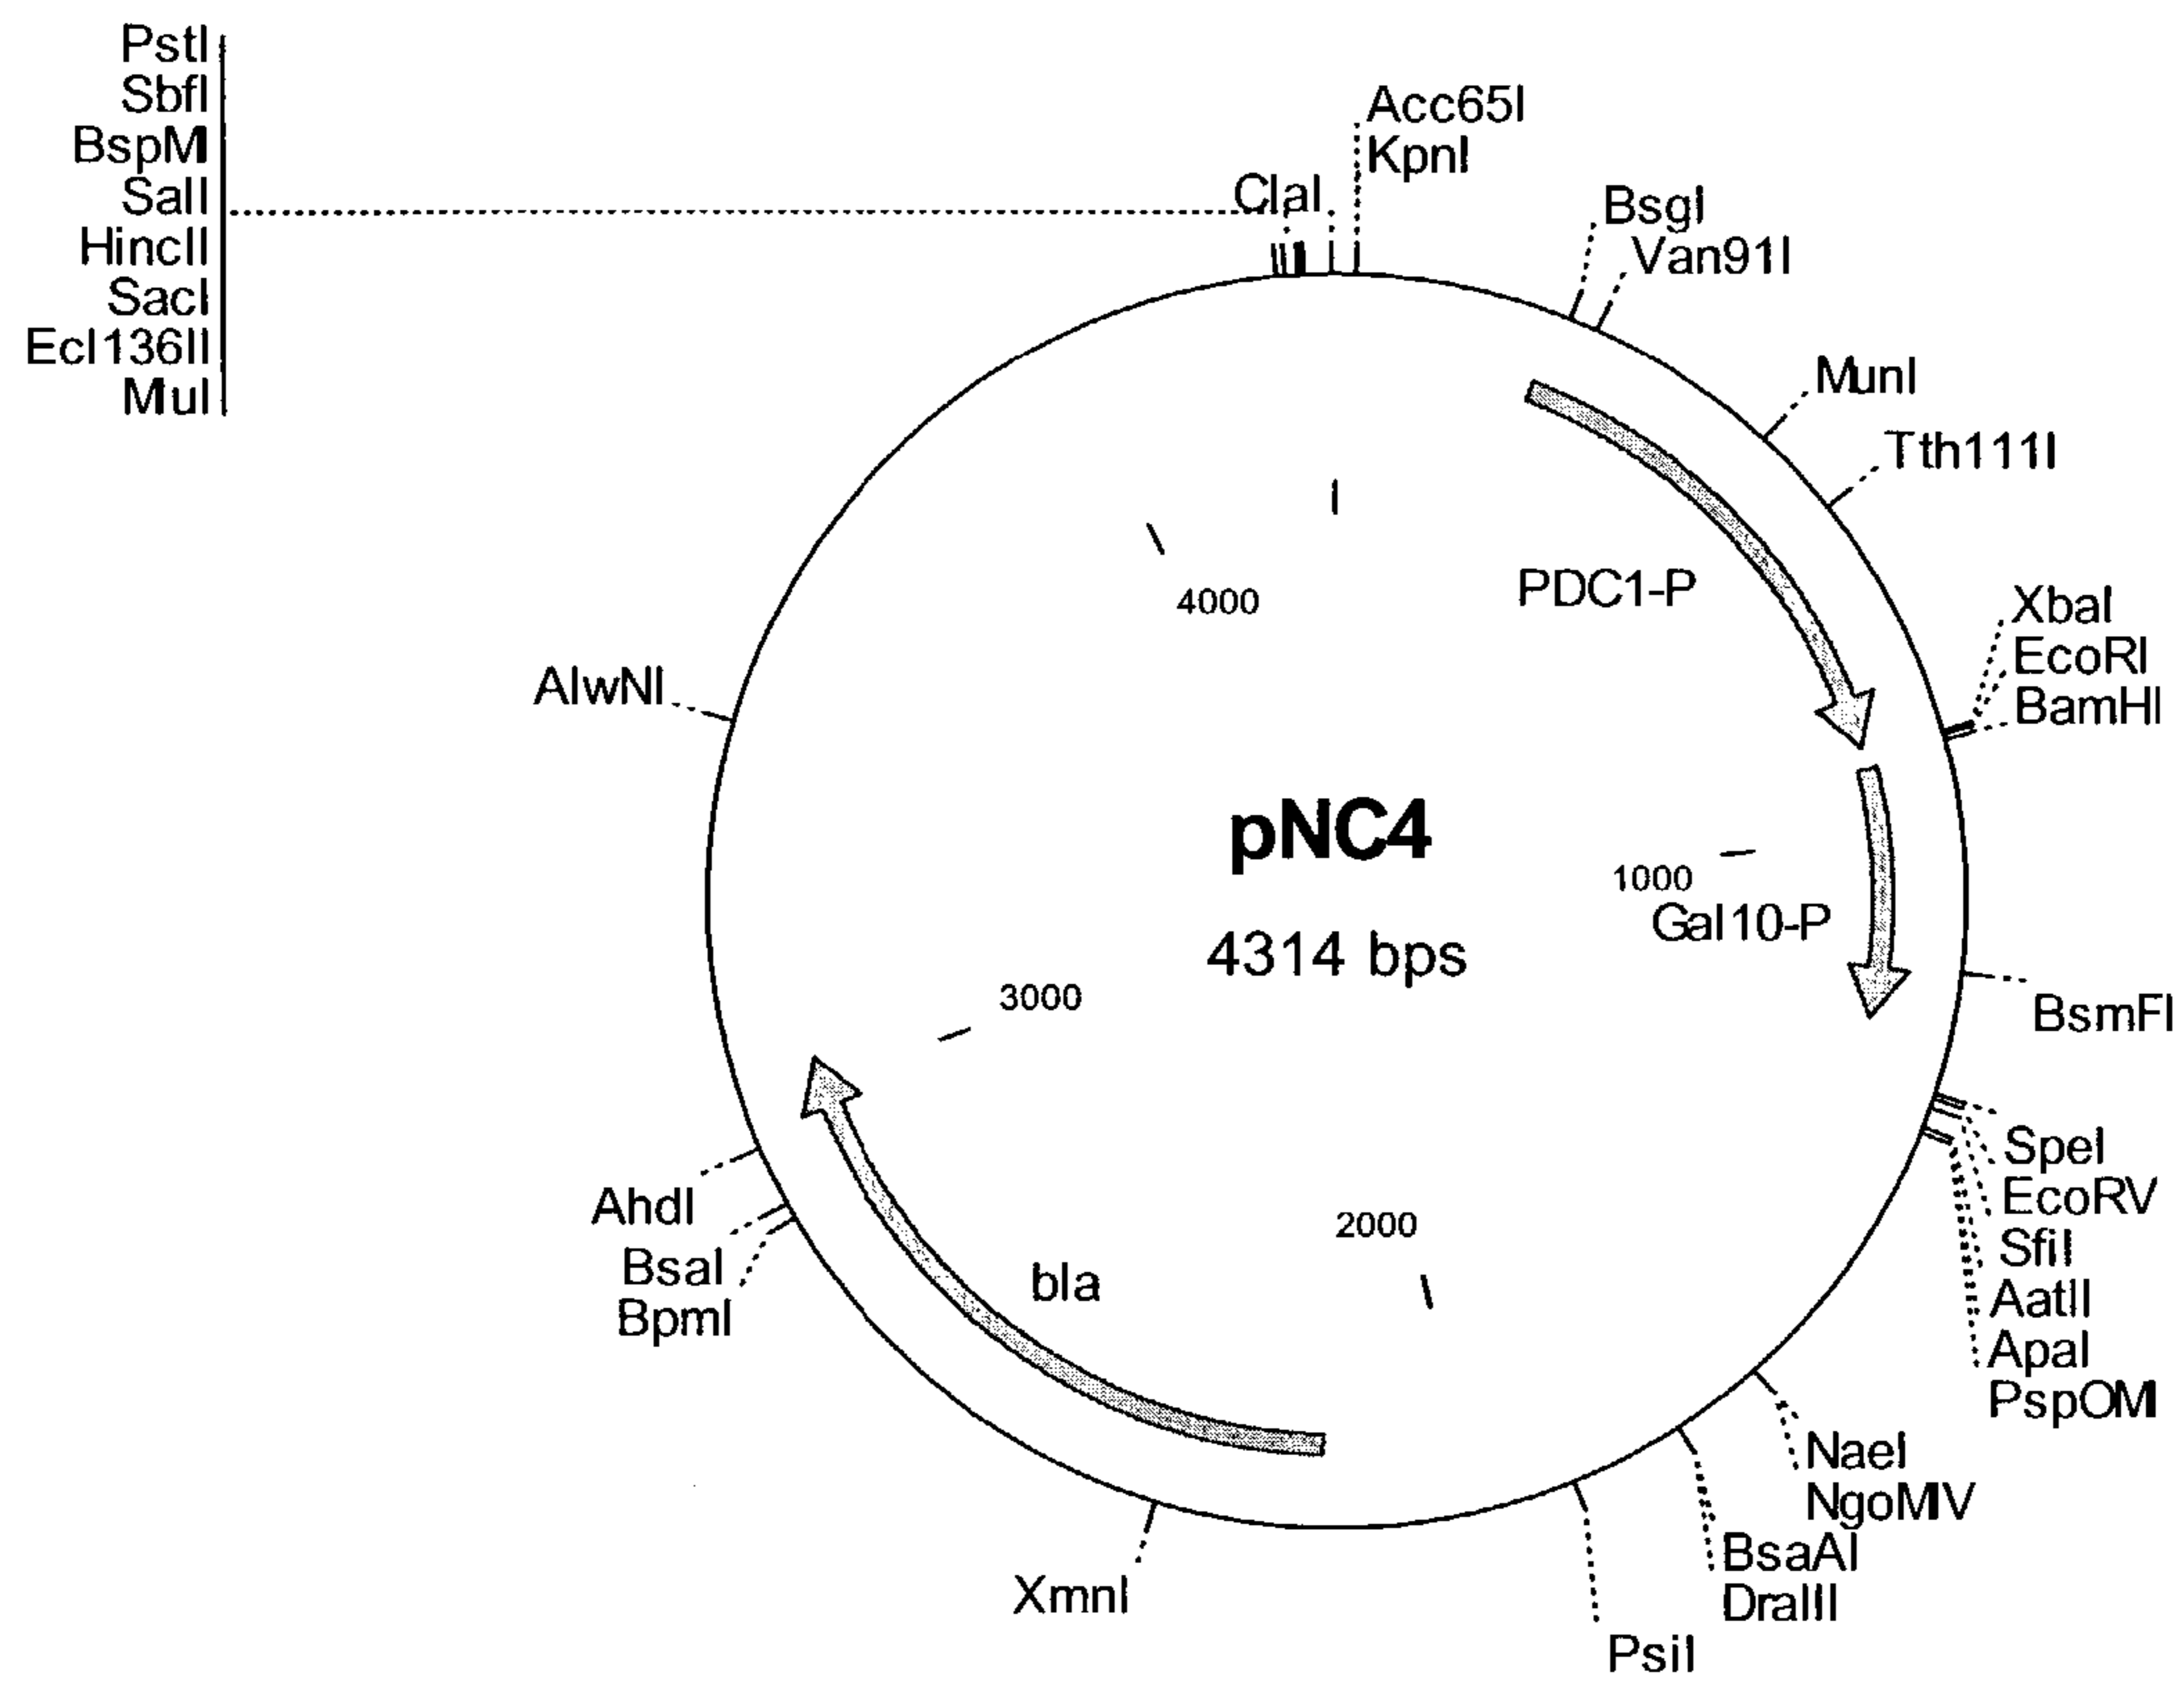 PstI
SbfI
BspMI
SalI
HincII
SacI
Ecl136II
MluI
ClaI
Acc65I
KpnI
BsgI
Van91I
MunI
Tth111I
XbaI
EcoRI
BamHI
BsmFI
SpeI
EcoRV
SfiI
AatII
ApaI
PspOMI
NaeI
NgoMIV
BsaAI
DraIII
PsiI
XmnI
BpmI
BsaI
AhdI
AlwNI
4000
PDC1-P
pNC4
4314 bps
1000
Gal10-P
3000
2000
bla